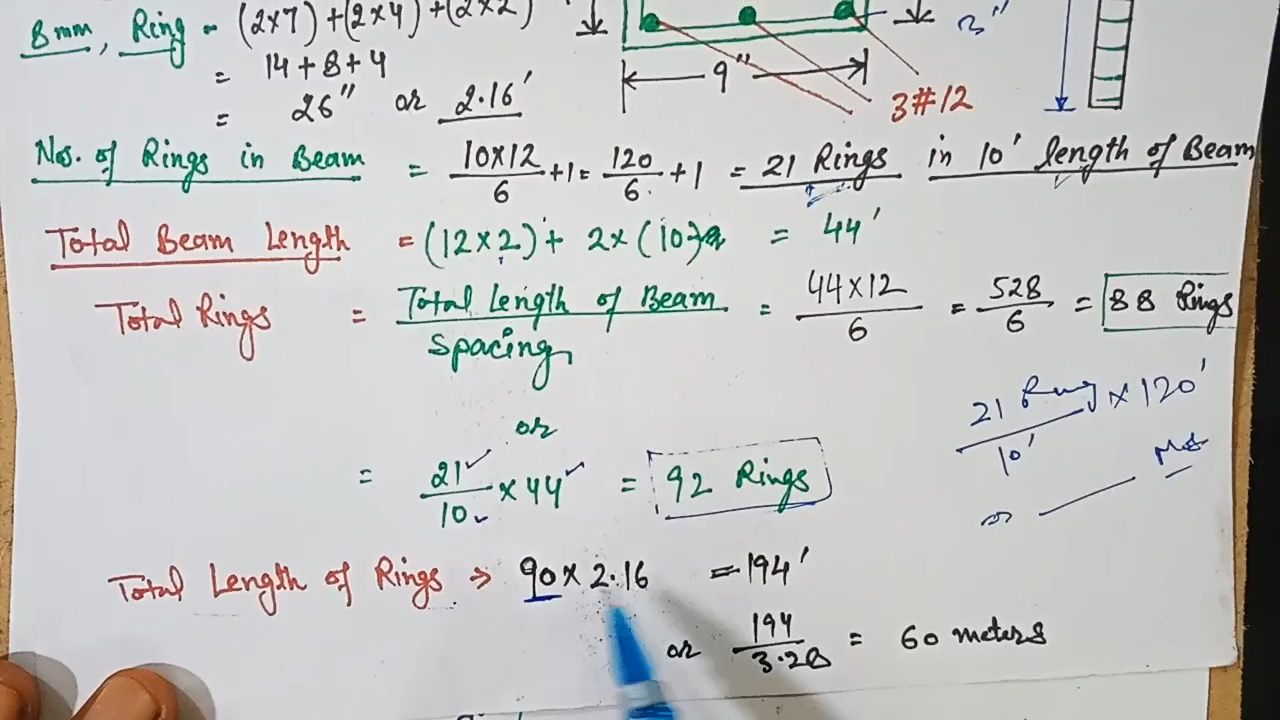 8mm, Ring - (2x7) + (2x4) + (2x2)
= 14+8+4
= 26" or 2.16'
9"
3"
3#12
Nos. of Rings in Beam = 10x12/6 +1 = 120/6 + 1 = 21 Rings in 10' length of Beam
Total Beam Length = (12x2) + 2x(10) = 44'
Total Rings = Total Length of Beam/Spacing = 44x12/6 = 528/6 = 88 Rings
or
= 21/10 x 44 = 92 Rings
21 Ring/10' x 120'
Total Length of Rings → 90 x 2.16 = 194'
or 194/3.28 = 60 meters